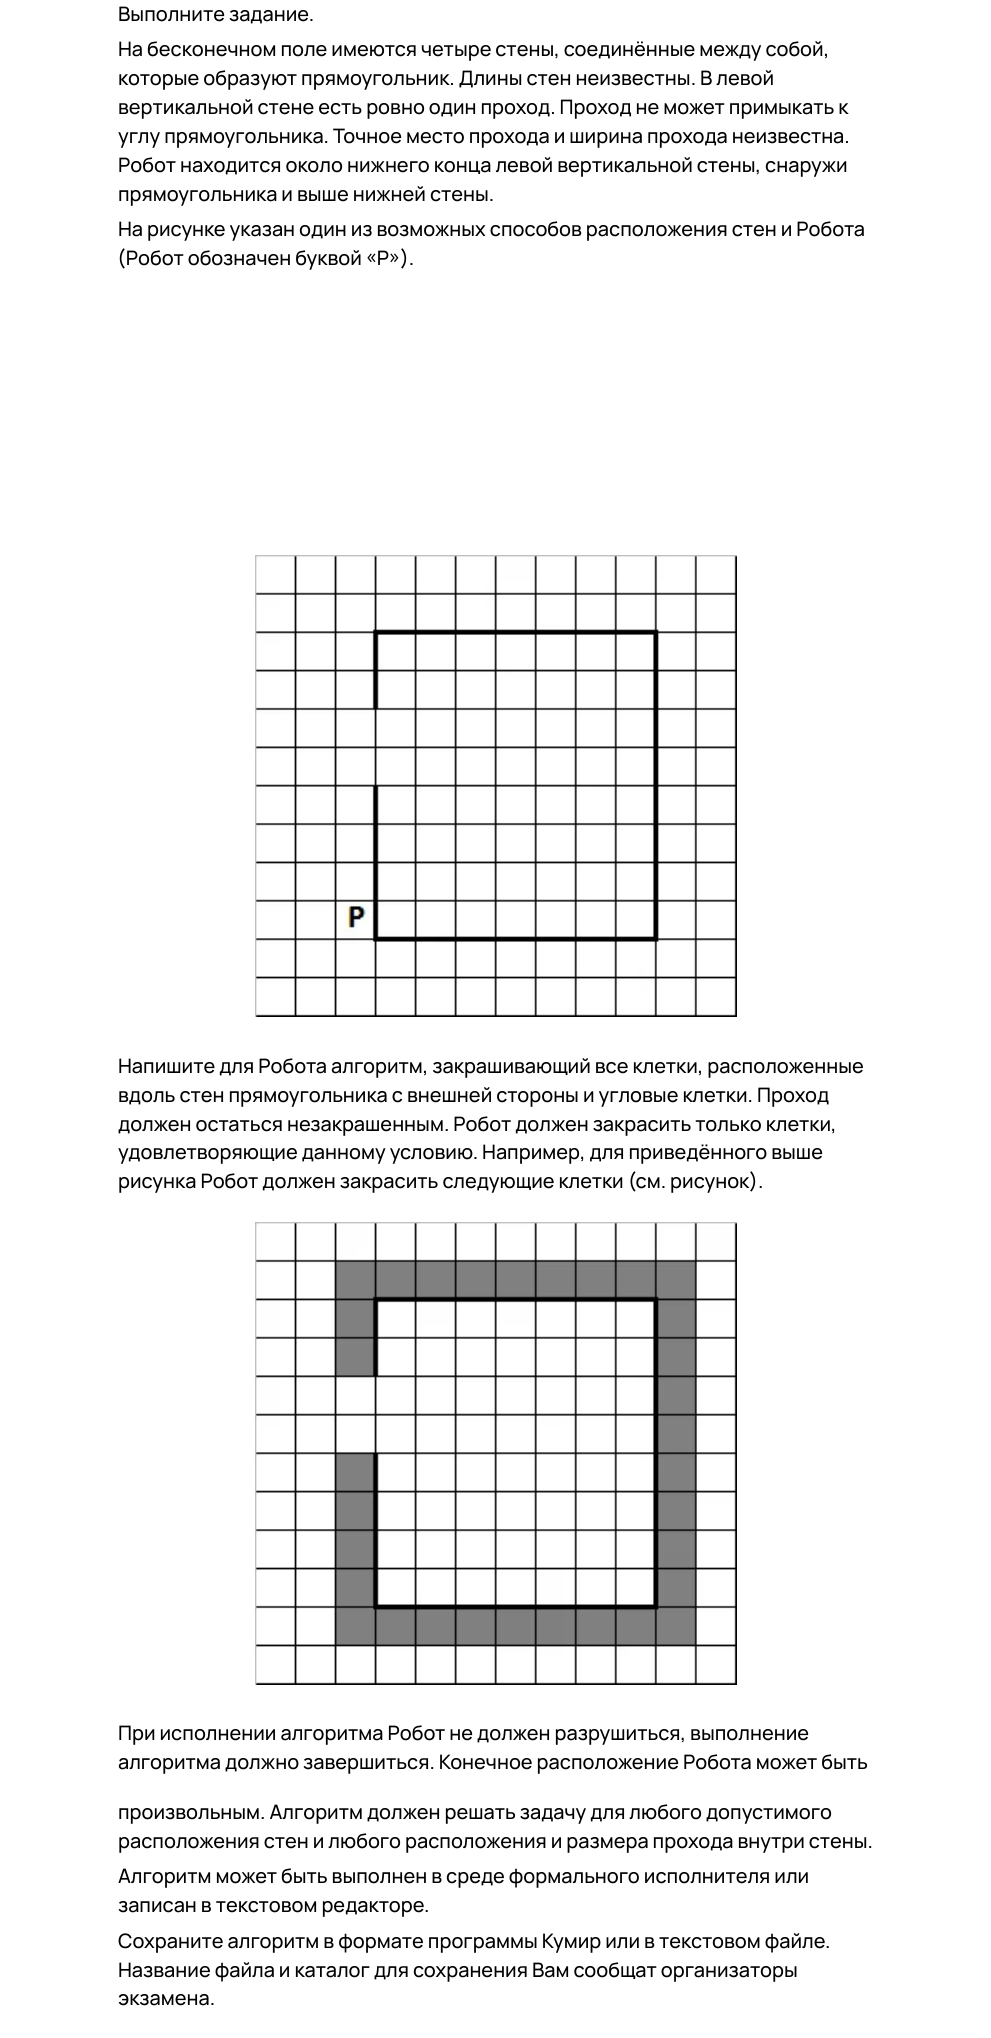 Выполните задание.
На бесконечном поле имеются четыре стены, соединённые между собой,
которые образуют прямоугольник. Длины стен неизвестны. В левой
вертикальной стене есть ровно один проход. Проход не может примыкать к
углу прямоугольника. Точное место прохода и ширина прохода неизвестна.
Робот находится около нижнего конца левой вертикальной стены, снаружи
прямоугольника и выше нижней стены.
На рисунке указан один из возможных способов расположения стен и Робота
(Робот обозначен буквой «Р»).
Р
Напишите для Робота алгоритм, закрашивающий все клетки, расположенные
вдоль стен прямоугольника с внешней стороны и угловые клетки. Проход
должен остаться незакрашенным. Робот должен закрасить только клетки,
удовлетворяющие данному условию. Например, для приведённого выше
рисунка Робот должен закрасить следующие клетки (см. рисунок).
При исполнении алгоритма Робот не должен разрушиться, выполнение
алгоритма должно завершиться. Конечное расположение Робота может быть
произвольным. Алгоритм должен решать задачу для любого допустимого
расположения стен и любого расположения и размера прохода внутри стены.
Алгоритм может быть выполнен в среде формального исполнителя или
записан в текстовом редакторе.
Сохраните алгоритм в формате программы Кумир или в текстовом файле.
Название файла и каталог для сохранения Вам сообщат организаторы
экзамена.